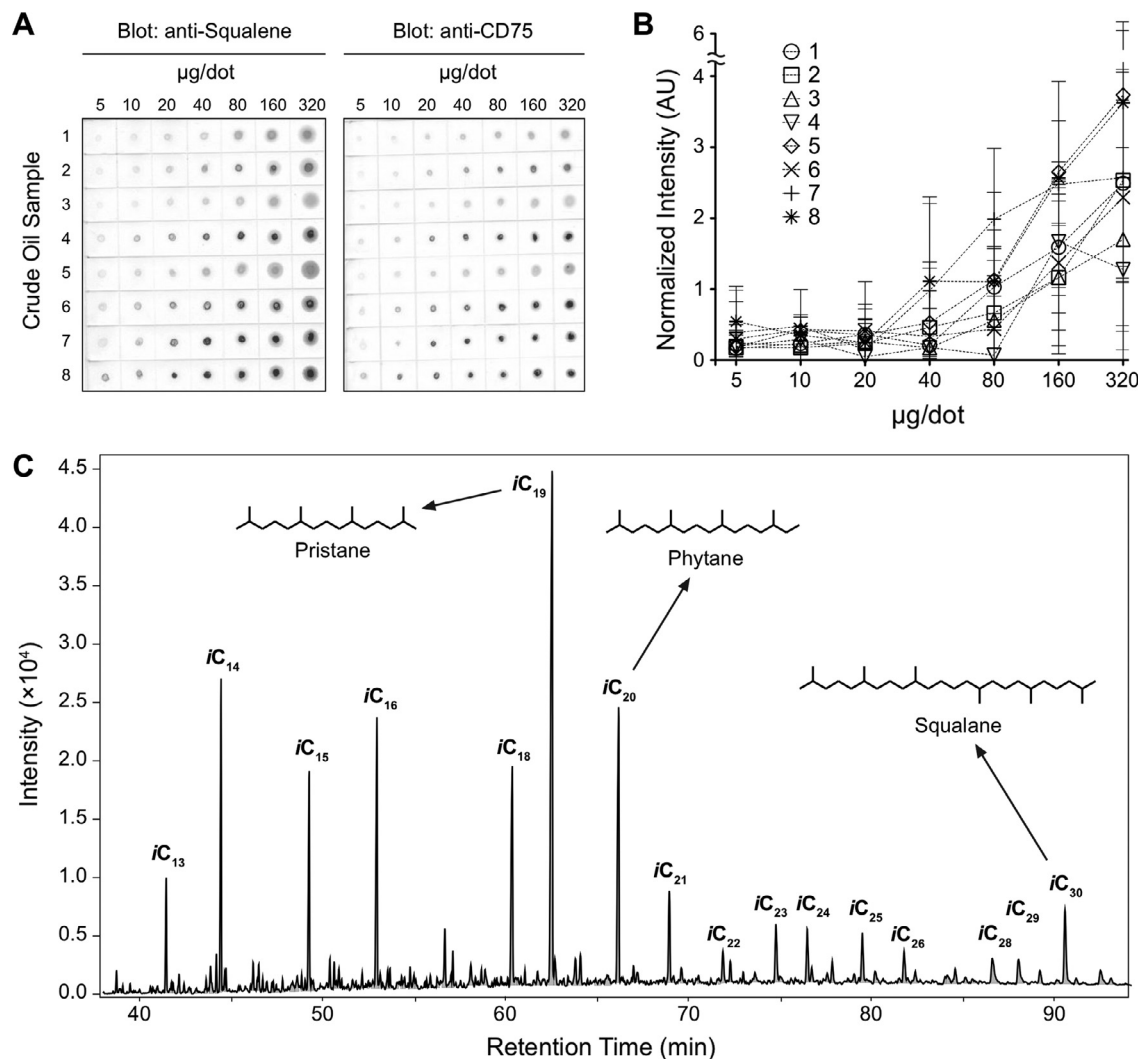 A
Blot: anti-Squalene
Blot: anti-CD75
µg/dot
µg/dot
5 10 20 40 80 160 320
5 10 20 40 80 160 320
Crude Oil Sample
1
2
3
4
5
6
7
8
B
Normalized Intensity (AU)
6
4
2
0
1
2
3
4
5
6
7
8
5 10 20 40 80 160 320
µg/dot
C
Intensity (×10⁴)
4.5
4.0
3.5
3.0
2.5
2.0
1.5
1.0
0.5
0.0
iC₁₃
iC₁₄
iC₁₅
iC₁₆
iC₁₈
iC₁₉
Pristane
iC₂₀
Phytane
iC₂₁
iC₂₂
iC₂₃
iC₂₄
iC₂₅
iC₂₆
iC₂₈
iC₂₉
iC₃₀
Squalane
40 50 60 70 80 90
Retention Time (min)